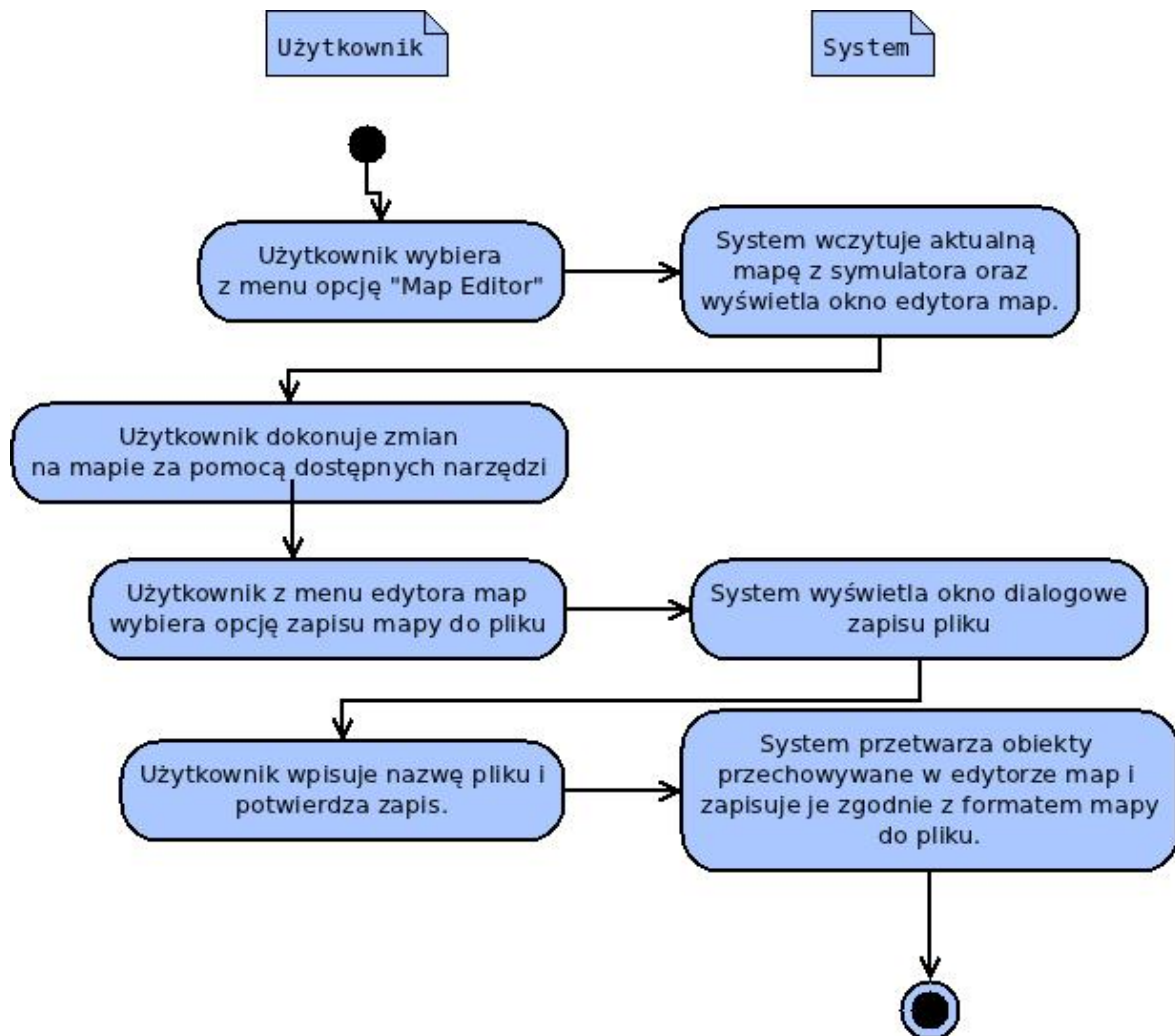 Użytkownik
System
Użytkownik wybiera
z menu opcję "Map Editor"
System wczytuje aktualną
mapę z symulatora oraz
wyświetla okno edytora map.
Użytkownik dokonuje zmian
na mapie za pomocą dostępnych narzędzi
Użytkownik z menu edytora map
wybiera opcję zapisu mapy do pliku
System wyświetla okno dialogowe
zapisu pliku
Użytkownik wpisuje nazwę pliku i
potwierdza zapis.
System przetwarza obiekty
przechowywane w edytorze map i
zapisuje je zgodnie z formatem mapy
do pliku.